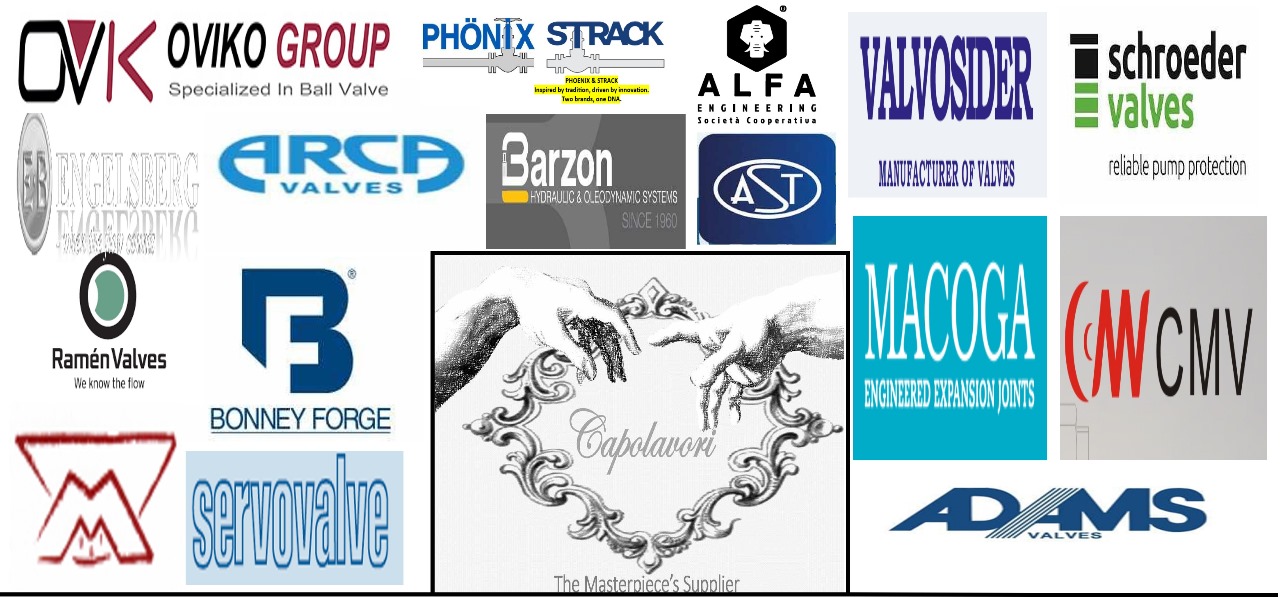 OVK OVIKO GROUP
Specialized In Ball Valve
PHÖNIX STRACK
PHOENIX & STRACK
Inspired by tradition, driven by innovation.
Two brands, one DNA.
®
ALFA
ENGINEERING
Società Cooperativa
VALVOSIDER
MANUFACTURER OF VALVES
schroeder
valves
reliable pump protection
ENGELSBERG
ARCA
VALVES
Barzon
HYDRAULIC & OLEODYNAMIC SYSTEMS
SINCE 1960
AST
Ramén Valves
We know the flow
®
BONNEY FORGE
servovalve
Capolavori
The Masterpiece's Supplier
MACOGA
ENGINEERED EXPANSION JOINTS
CMV
ADAMS
VALVES